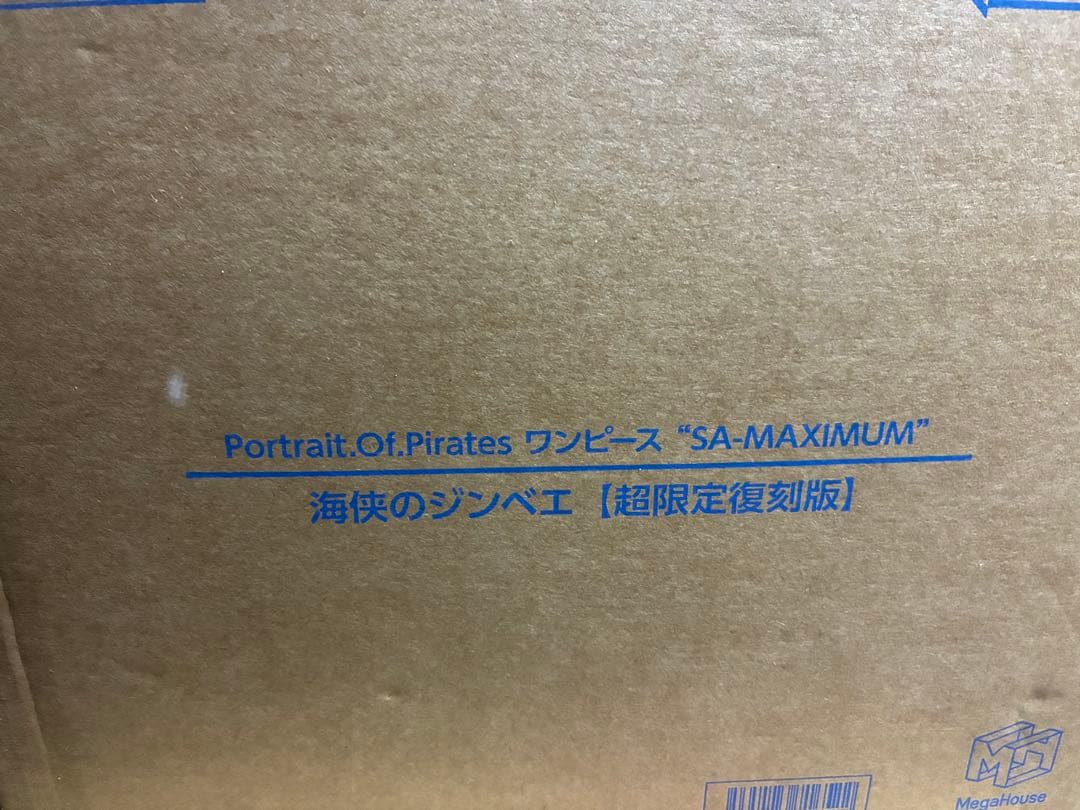 Portrait.Of.Pirates ワンピース “SA-MAXIMUM”
海侠のジンベエ【超限定復刻版】
MegaHouse